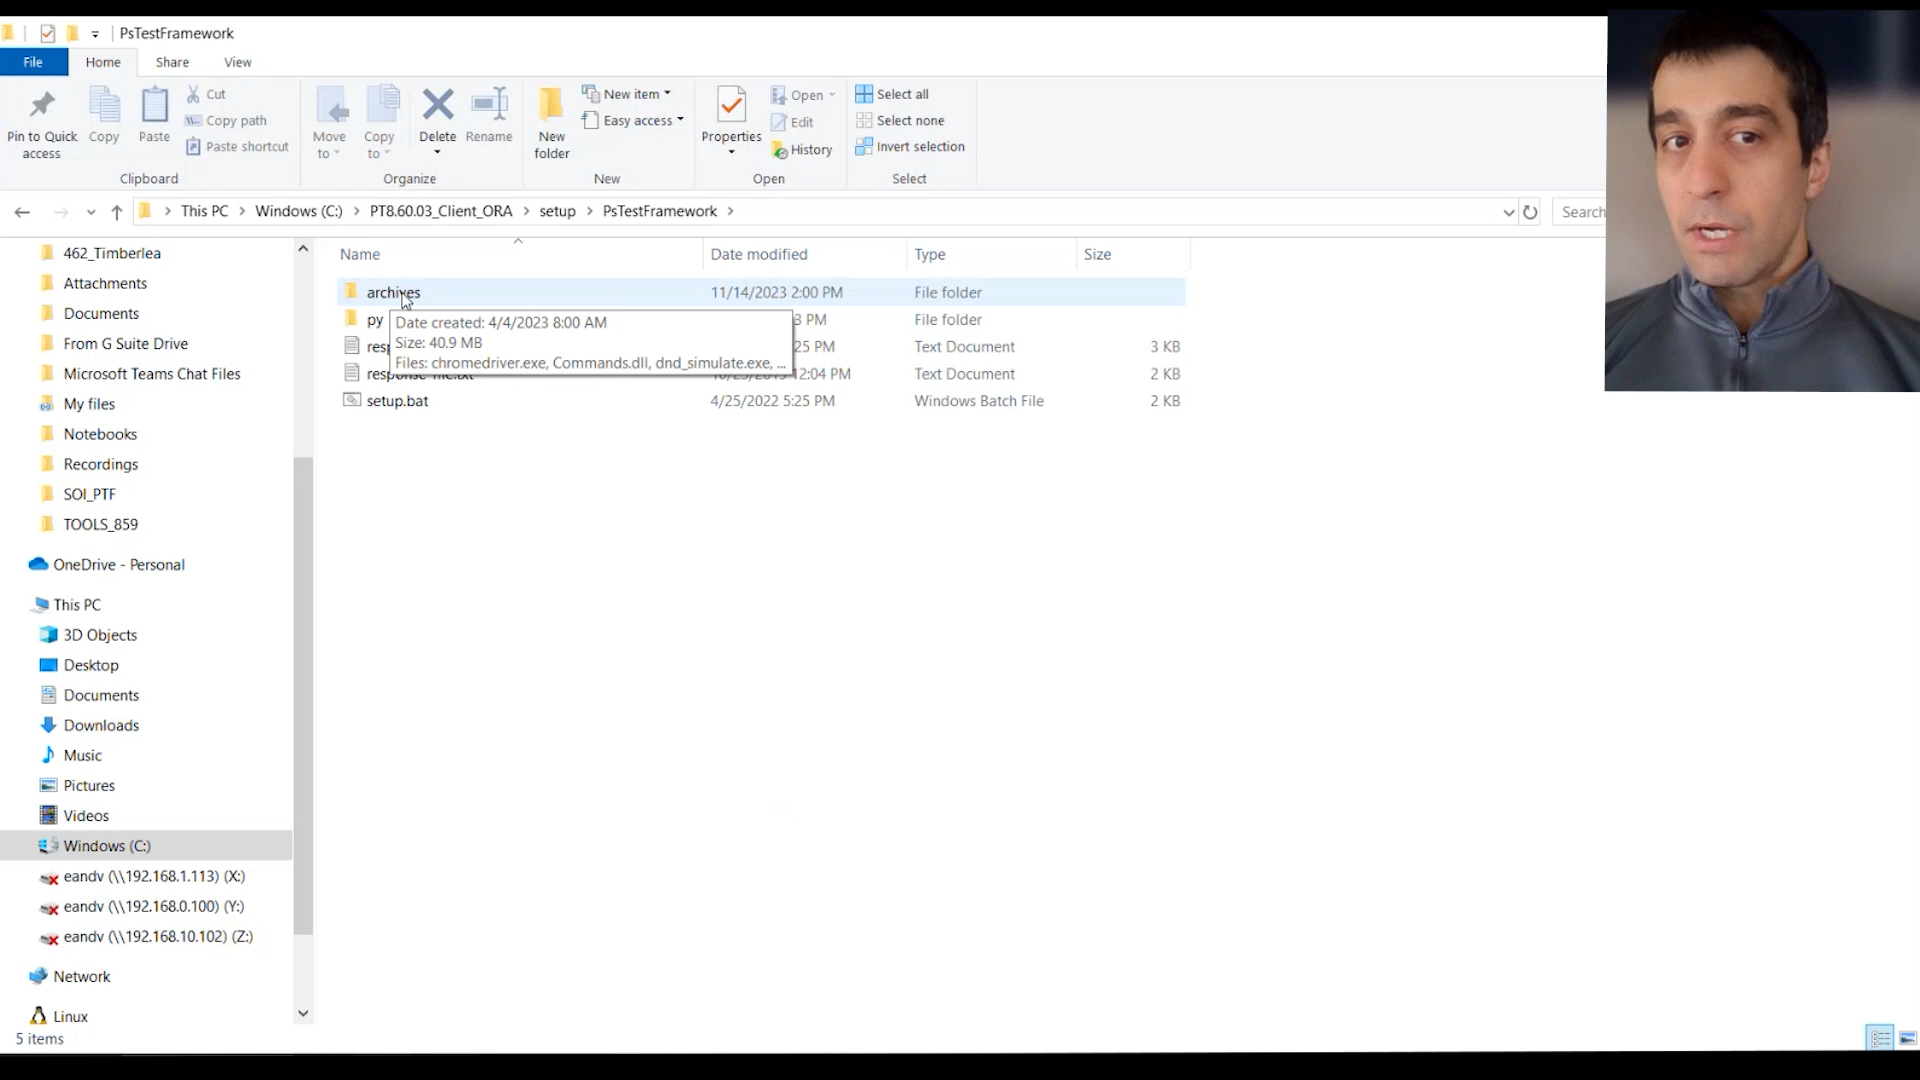 PsTestFramework
File
Home
Share
View
Pin to Quick access
Copy
Paste
Cut
Copy path
Paste shortcut
Clipboard
Move to
Copy to
Delete
Rename
Organize
New folder
New item
Easy access
New
Properties
Open
Edit
History
Open
Select all
Select none
Invert selection
Select
This PC > Windows (C:) > PT8.60.03_Client_ORA > setup > PsTestFramework >
Search
462_Timberlea
Attachments
Documents
From G Suite Drive
Microsoft Teams Chat Files
My files
Notebooks
Recordings
SOI_PTF
TOOLS_859
OneDrive - Personal
This PC
3D Objects
Desktop
Documents
Downloads
Music
Pictures
Videos
Windows (C:)
eandv (\\192.168.1.113) (X:)
eandv (\\192.168.0.100) (Y:)
eandv (\\192.168.10.102) (Z:)
Network
Linux
5 items
Name Date modified Type Size
archives 11/14/2023 2:00 PM File folder
py 3 PM File folder
resp 25 PM Text Document 3 KB
12:04 PM Text Document 2 KB
setup.bat 4/25/2022 5:25 PM Windows Batch File 2 KB
Date created: 4/4/2023 8:00 AM
Size: 40.9 MB
Files: chromedriver.exe, Commands.dll, dnd_simulate.exe, ...